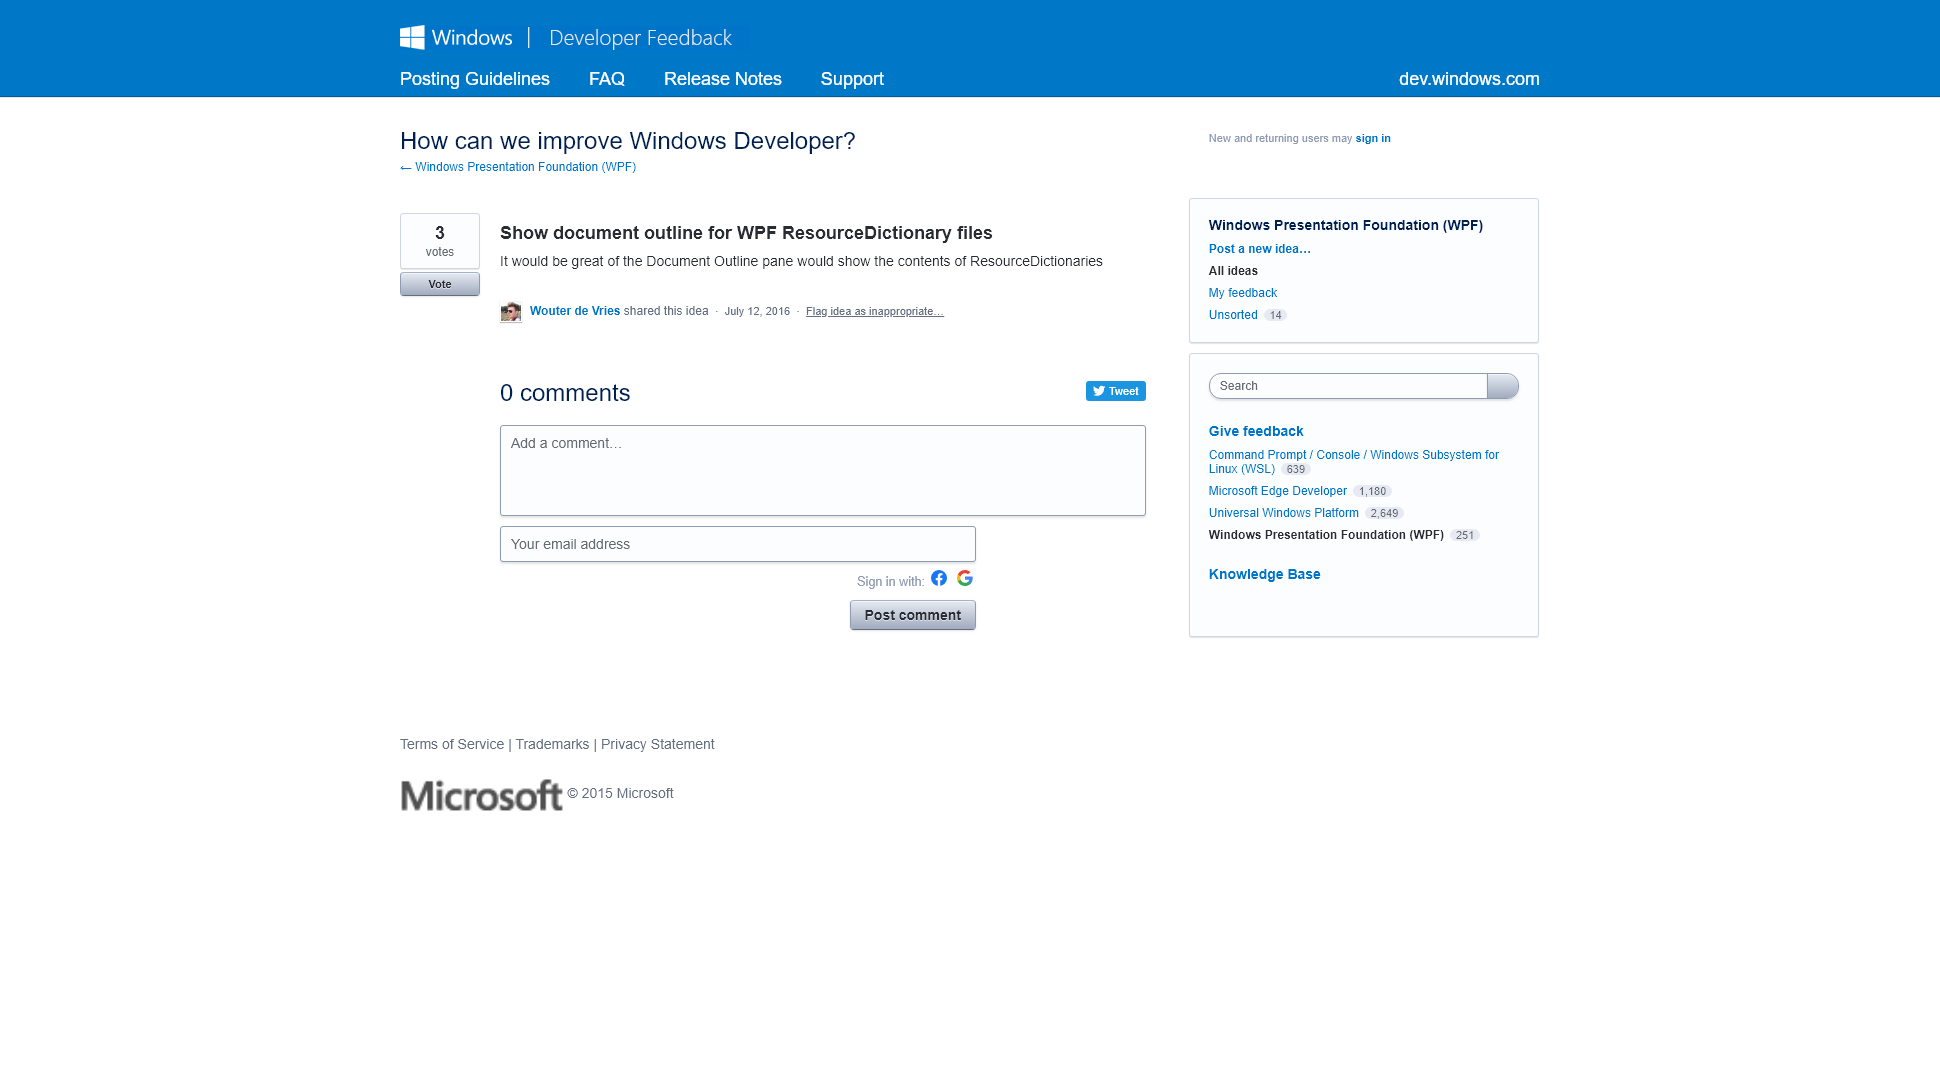 Windows | Developer Feedback
Posting Guidelines FAQ Release Notes Support dev.windows.com
How can we improve Windows Developer?
← Windows Presentation Foundation (WPF)
New and returning users may sign in
3
votes
Vote
Show document outline for WPF ResourceDictionary files
It would be great of the Document Outline pane would show the contents of ResourceDictionaries
Wouter de Vries shared this idea · July 12, 2016 · Flag idea as inappropriate…
0 comments
Tweet
Add a comment…
Your email address
Sign in with:
Post comment
Windows Presentation Foundation (WPF)
Post a new idea…
All ideas
My feedback
Unsorted 14
Search
Give feedback
Command Prompt / Console / Windows Subsystem for
Linux (WSL) 639
Microsoft Edge Developer 1,180
Universal Windows Platform 2,649
Windows Presentation Foundation (WPF) 251
Knowledge Base
Terms of Service | Trademarks | Privacy Statement
Microsoft © 2015 Microsoft